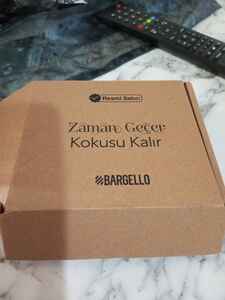 Resmi Satıcı
Zaman Geçer
Kokusu Kalır
BARGELLO